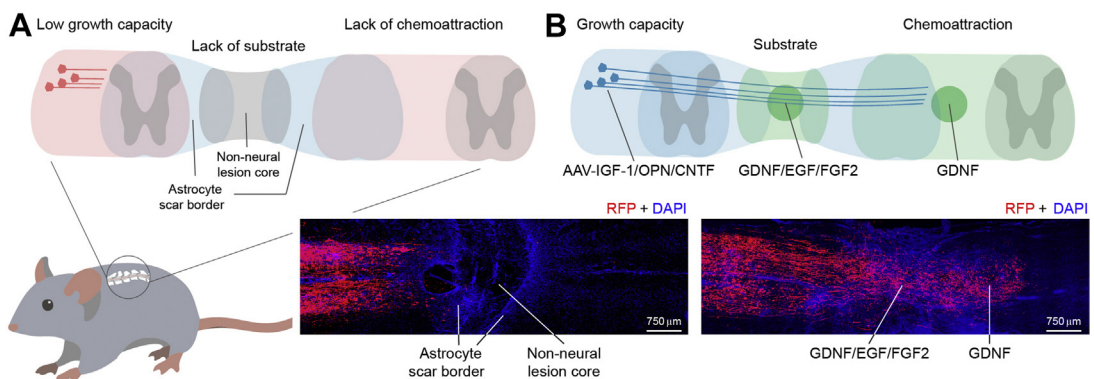 A
Low growth capacity
Lack of substrate
Lack of chemoattraction
Non-neural
lesion core
Astrocyte
scar border
RFP + DAPI
750 µm
Astrocyte
scar border
Non-neural
lesion core
B
Growth capacity
Substrate
Chemoattraction
AAV-IGF-1/OPN/CNTF
GDNF/EGF/FGF2
GDNF
RFP + DAPI
750 µm
GDNF/EGF/FGF2
GDNF